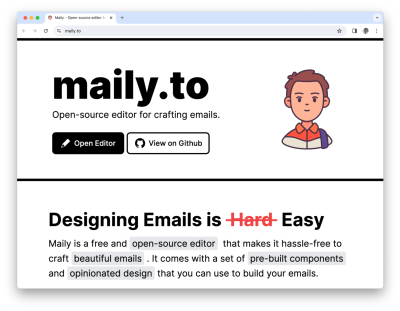 Maily - Open-source editor f
maily.to
maily.to
Open-source editor for crafting emails.
Open Editor
View on Github
Designing Emails is Hard Easy
Maily is a free and open-source editor that makes it hassle-free to
craft beautiful emails . It comes with a set of pre-built components
and opinionated design that you can use to build your emails.